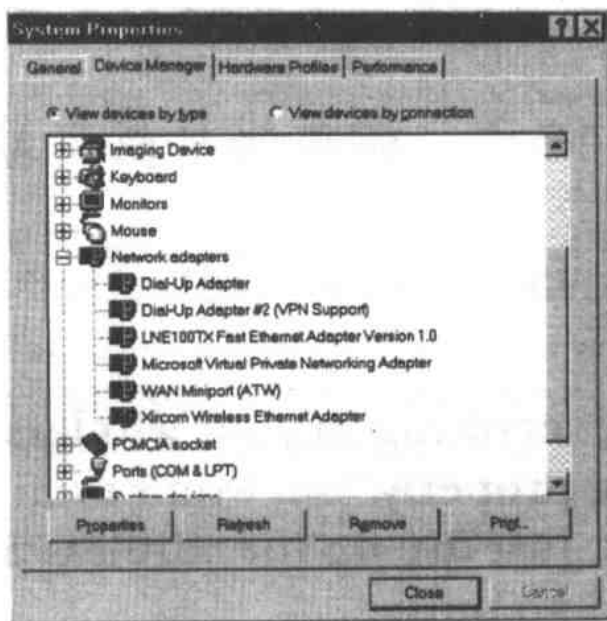 System Properties
General Device Manager Hardware Profiles Performance
View devices by type View devices by connection
Imaging Device
Keyboard
Monitors
Mouse
Network adapters
Dial-Up Adapter
Dial-Up Adapter #2 (VPN Support)
LNE100TX Fast Ethernet Adapter Version 1.0
Microsoft Virtual Private Networking Adapter
WAN Miniport (ATW)
Xircom Wireless Ethernet Adapter
PCMCIA socket
Ports (COM & LPT)
System devices
Properties Refresh Remove Print...
Close Cancel